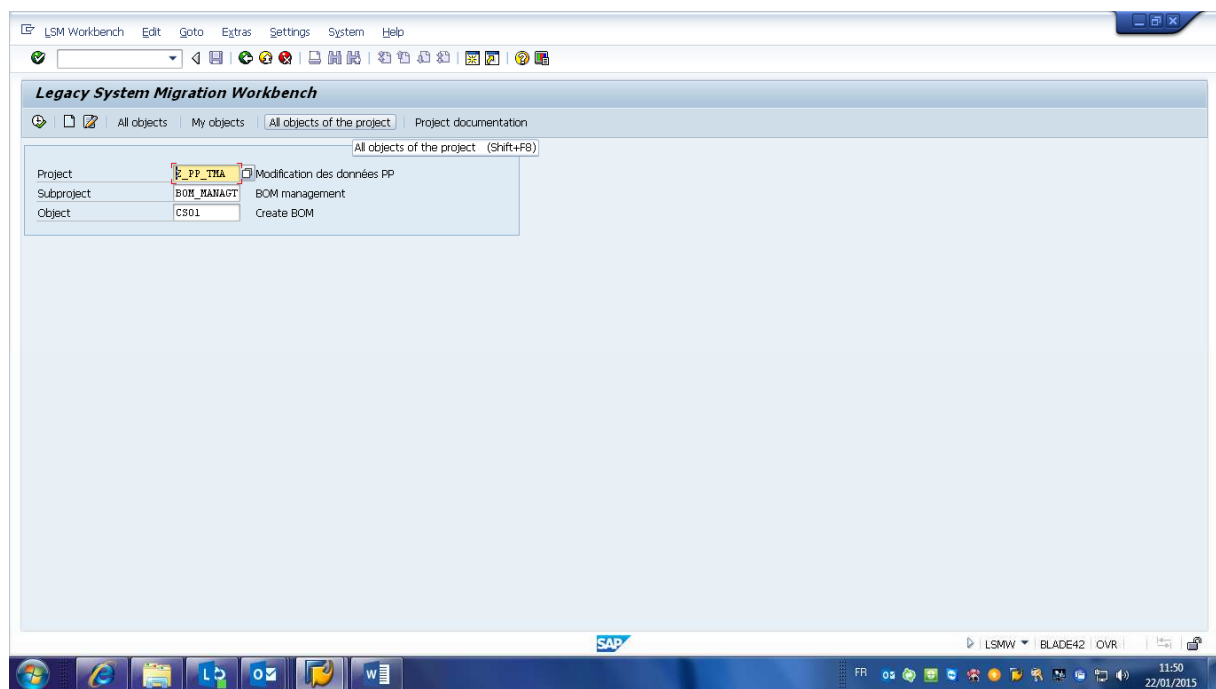 LSM Workbench Edit Goto Extras Settings System Help
Legacy System Migration Workbench
All objects My objects All objects of the project Project documentation
All objects of the project (Shift+F8)
Project _PP_TMA Modification des données PP
Subproject BOM_MANAGT BOM management
Object CS01 Create BOM
SAP
LSMW BLADE42 OVR
FR
11:50
22/01/2015